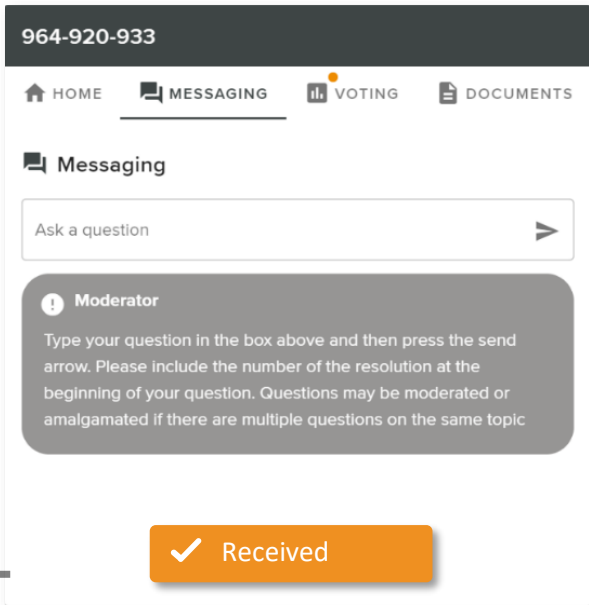 964-920-933
HOME MESSAGING VOTING DOCUMENTS
Messaging
Ask a question
Moderator
Type your question in the box above and then press the send
arrow. Please include the number of the resolution at the
beginning of your question. Questions may be moderated or
amalgamated if there are multiple questions on the same topic
Received